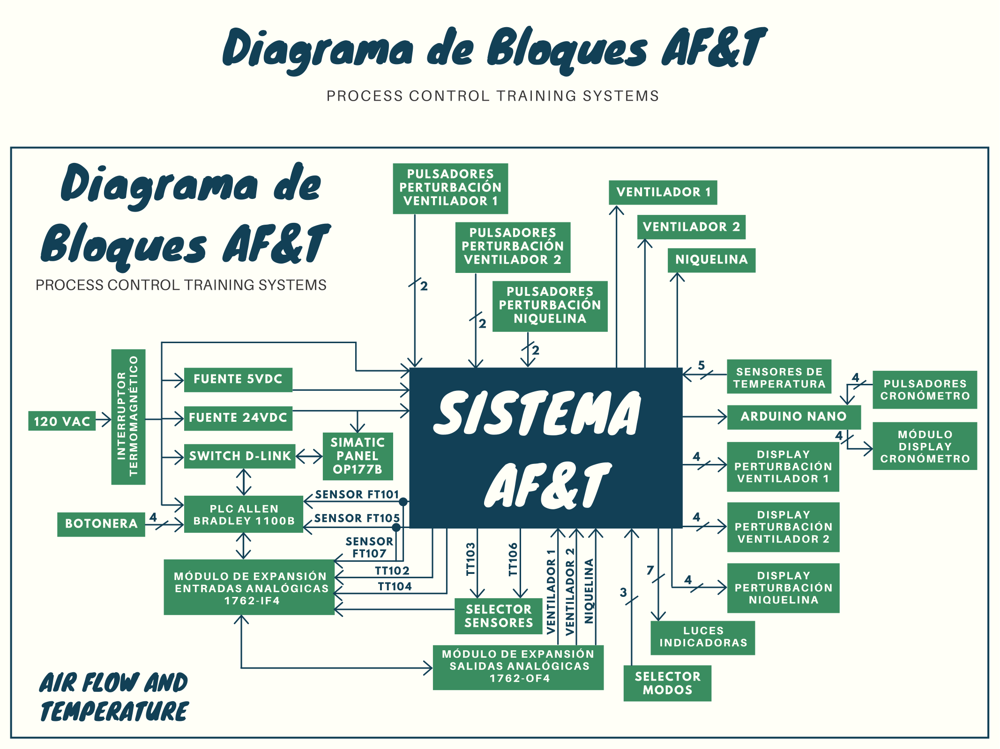 Diagrama de Bloques AF&T
PROCESS CONTROL TRAINING SYSTEMS
Diagrama de
Bloques AF&T
PROCESS CONTROL TRAINING SYSTEMS
PULSADORES
PERTURBACIÓN
VENTILADOR 1
2
PULSADORES
PERTURBACIÓN
VENTILADOR 2
2
PULSADORES
PERTURBACIÓN
NIQUELINA
2
VENTILADOR 1
VENTILADOR 2
NIQUELINA
120 VAC
INTERRUPTOR
TERMOMAGNÉTICO
FUENTE 5VDC
FUENTE 24VDC
SWITCH D-LINK
SIMATIC
PANEL
OP177B
PLC ALLEN
BRADLEY 1100B
BOTONERA
4
SENSOR FT101
SENSOR FT105
SENSOR
FT107
TT102
TT104
MÓDULO DE EXPANSIÓN
ENTRADAS ANALÓGICAS
1762-IF4
SISTEMA
AF&T
5
SENSORES DE
TEMPERATURA
4
PULSADORES
CRONÓMETRO
ARDUINO NANO
4
MÓDULO
DISPLAY
CRONÓMETRO
4
DISPLAY
PERTURBACIÓN
VENTILADOR 1
4
DISPLAY
PERTURBACIÓN
VENTILADOR 2
4
DISPLAY
PERTURBACIÓN
NIQUELINA
TT103
TT106
SELECTOR
SENSORES
VENTILADOR 1
VENTILADOR 2
NIQUELINA
MÓDULO DE EXPANSIÓN
SALIDAS ANALÓGICAS
1762-OF4
3
SELECTOR
MODOS
7
LUCES
INDICADORAS
AIR FLOW AND
TEMPERATURE